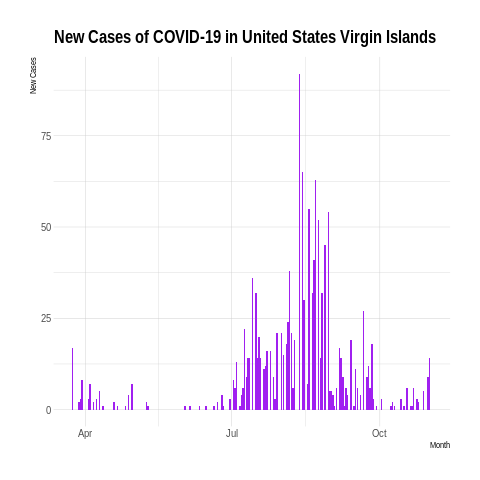 New Cases of COVID-19 in United States Virgin Islands
New Cases
75
50
25
0
Apr
Jul
Oct
Month